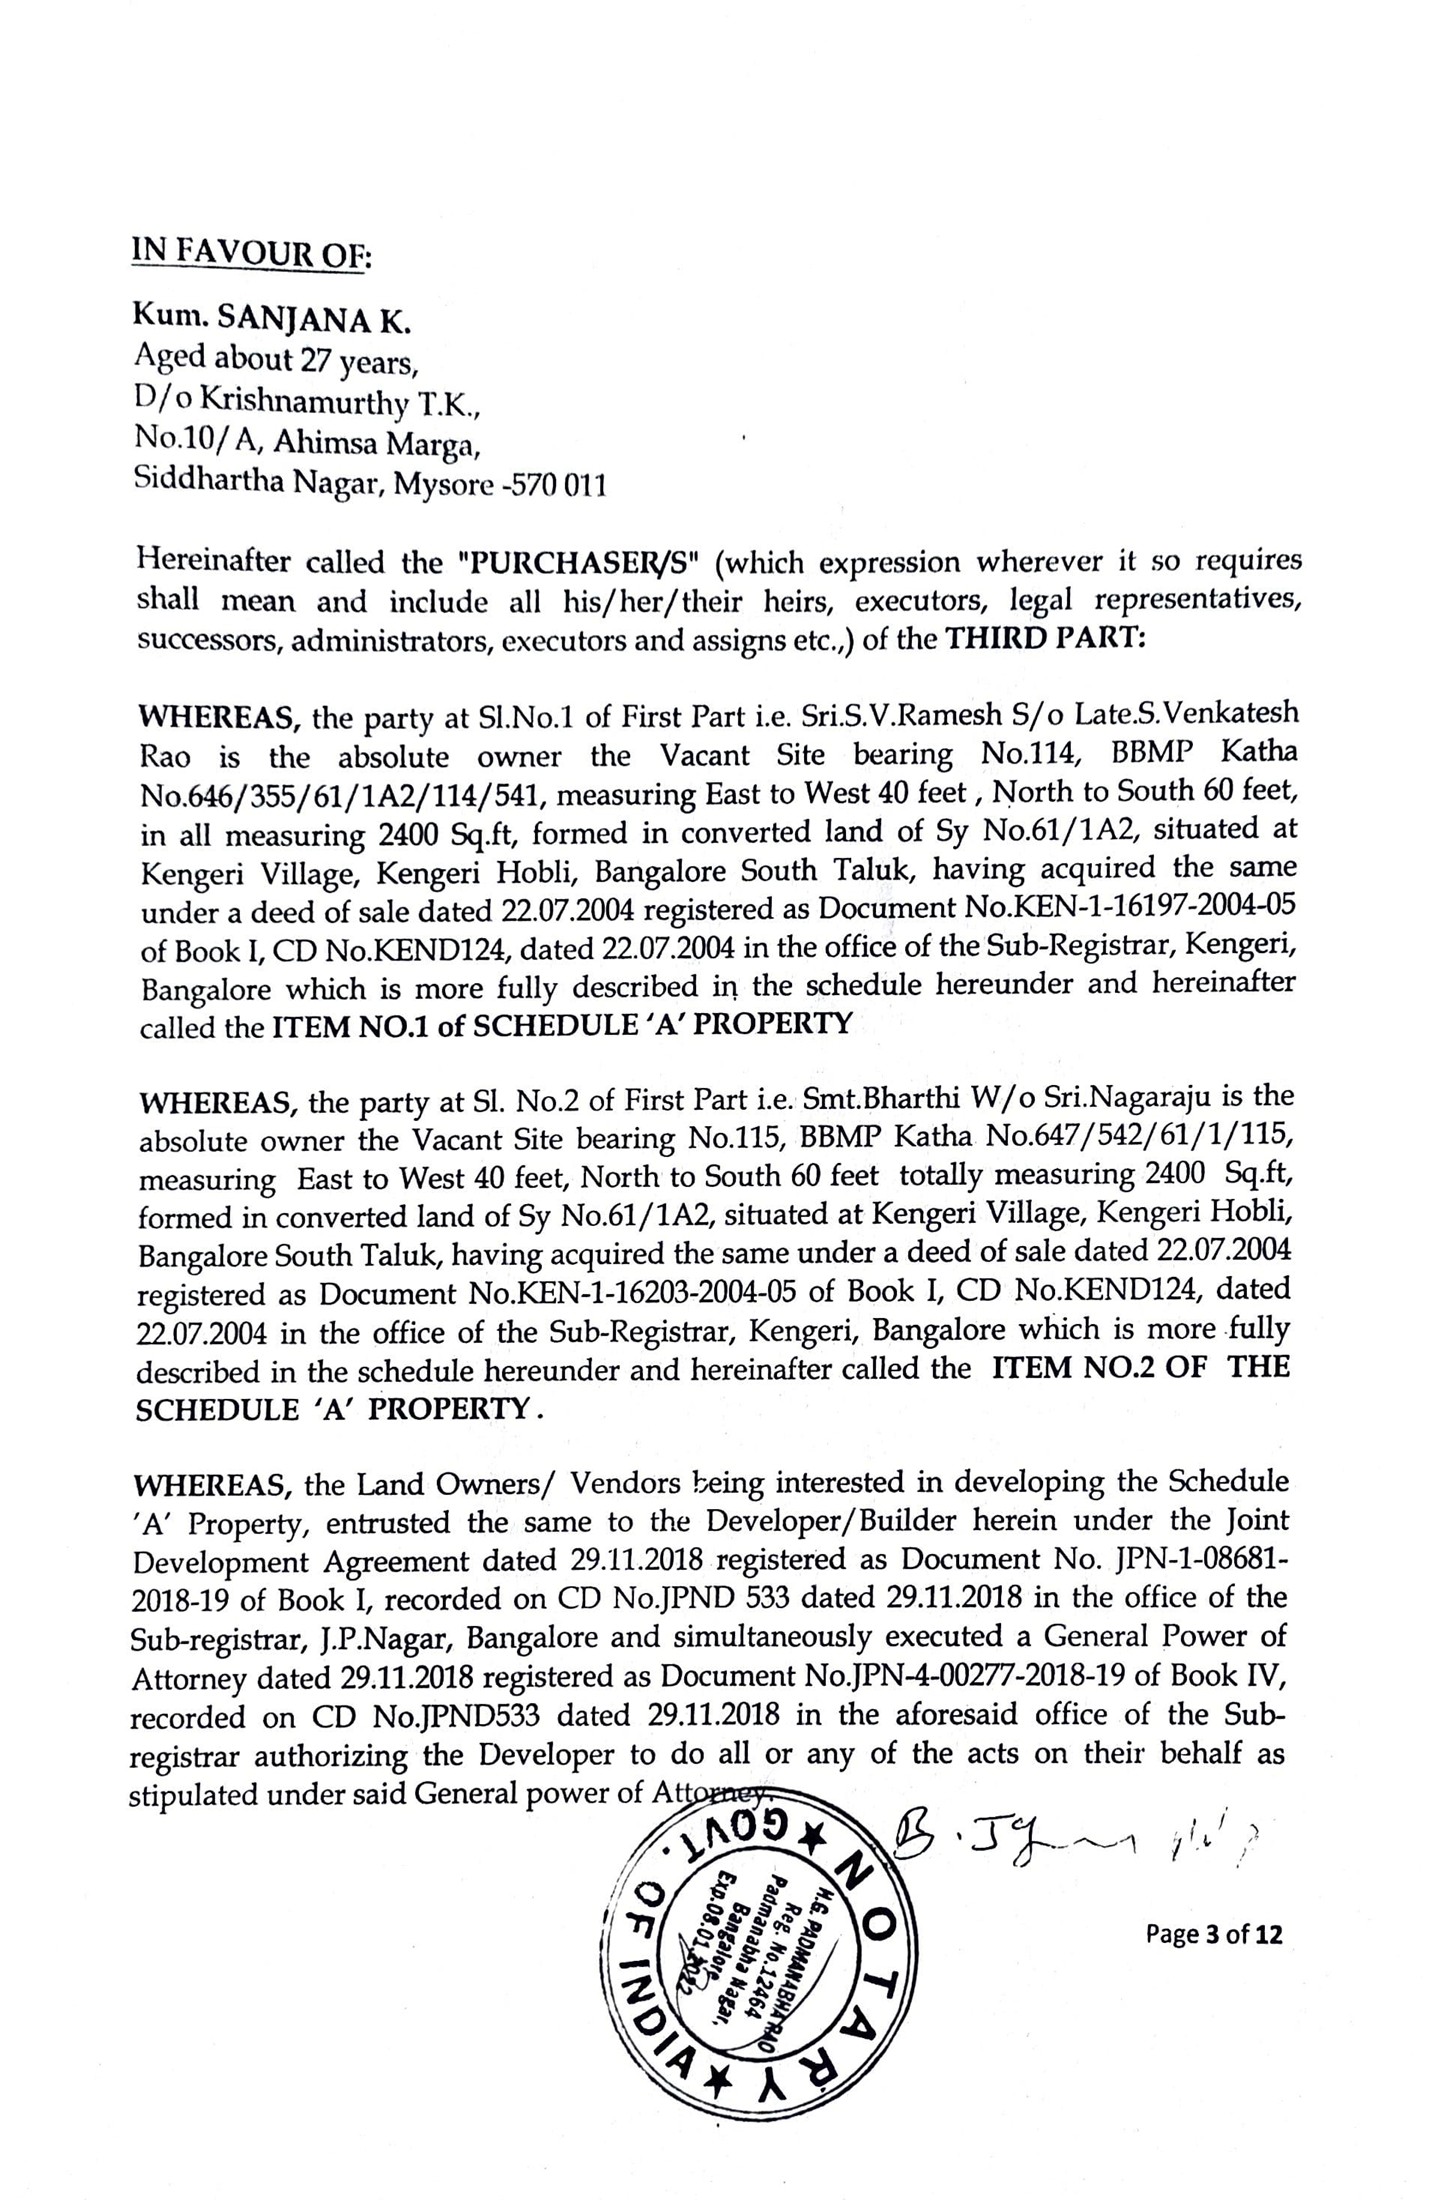 IN FAVOUR OF:
Kum. SANJANA K.
Aged about 27 years,
D/o Krishnamurthy T.K.,
No.10/A, Ahimsa Marga,
Siddhartha Nagar, Mysore -570 011
Hereinafter called the "PURCHASER/S" (which expression wherever it so requires
shall mean and include all his/her/their heirs, executors, legal representatives,
successors, administrators, executors and assigns etc.,) of the THIRD PART:
WHEREAS, the party at Sl.No.1 of First Part i.e. Sri.S.V.Ramesh S/o Late.S.Venkatesh
Rao is the absolute owner the Vacant Site bearing No.114, BBMP Katha
No.646/355/61/1A2/114/541, measuring East to West 40 feet , North to South 60 feet,
in all measuring 2400 Sq.ft, formed in converted land of Sy No.61/1A2, situated at
Kengeri Village, Kengeri Hobli, Bangalore South Taluk, having acquired the same
under a deed of sale dated 22.07.2004 registered as Document No.KEN-1-16197-2004-05
of Book I, CD No.KEND124, dated 22.07.2004 in the office of the Sub-Registrar, Kengeri,
Bangalore which is more fully described in the schedule hereunder and hereinafter
called the ITEM NO.1 of SCHEDULE 'A' PROPERTY
WHEREAS, the party at Sl. No.2 of First Part i.e. Smt.Bharthi W/o Sri.Nagaraju is the
absolute owner the Vacant Site bearing No.115, BBMP Katha No.647/542/61/1/115,
measuring East to West 40 feet, North to South 60 feet totally measuring 2400 Sq.ft,
formed in converted land of Sy No.61/1A2, situated at Kengeri Village, Kengeri Hobli,
Bangalore South Taluk, having acquired the same under a deed of sale dated 22.07.2004
registered as Document No.KEN-1-16203-2004-05 of Book I, CD No.KEND124, dated
22.07.2004 in the office of the Sub-Registrar, Kengeri, Bangalore which is more fully
described in the schedule hereunder and hereinafter called the ITEM NO.2 OF THE
SCHEDULE 'A' PROPERTY.
WHEREAS, the Land Owners/ Vendors being interested in developing the Schedule
'A' Property, entrusted the same to the Developer/Builder herein under the Joint
Development Agreement dated 29.11.2018 registered as Document No. JPN-1-08681-
2018-19 of Book I, recorded on CD No.JPND 533 dated 29.11.2018 in the office of the
Sub-registrar, J.P.Nagar, Bangalore and simultaneously executed a General Power of
Attorney dated 29.11.2018 registered as Document No.JPN-4-00277-2018-19 of Book IV,
recorded on CD No.JPND533 dated 29.11.2018 in the aforesaid office of the Sub-
registrar authorizing the Developer to do all or any of the acts on their behalf as
stipulated under said General power of Attorney.
NOTARY ★ GOVT. OF INDIA ★
H.G. PADMANABHA RAO
Reg. No.12464
Padmanabha Nagar,
Bangalore
Exp.08.01.2022
B.
Page 3 of 12